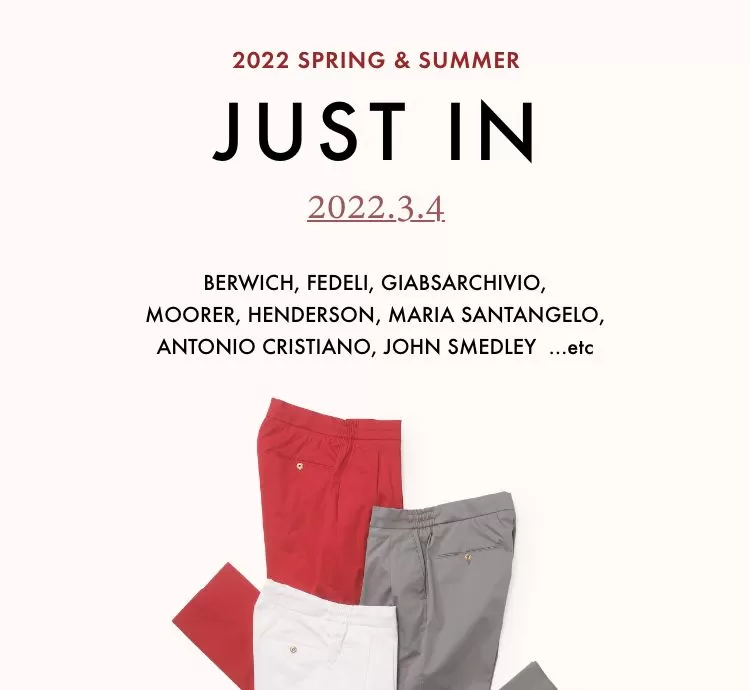 2022 SPRING & SUMMER
JUST IN
2022.3.4
BERWICH, FEDELI, GIABSARCHIVIO,
MOORER, HENDERSON, MARIA SANTANGELO,
ANTONIO CRISTIANO, JOHN SMEDLEY ...etc